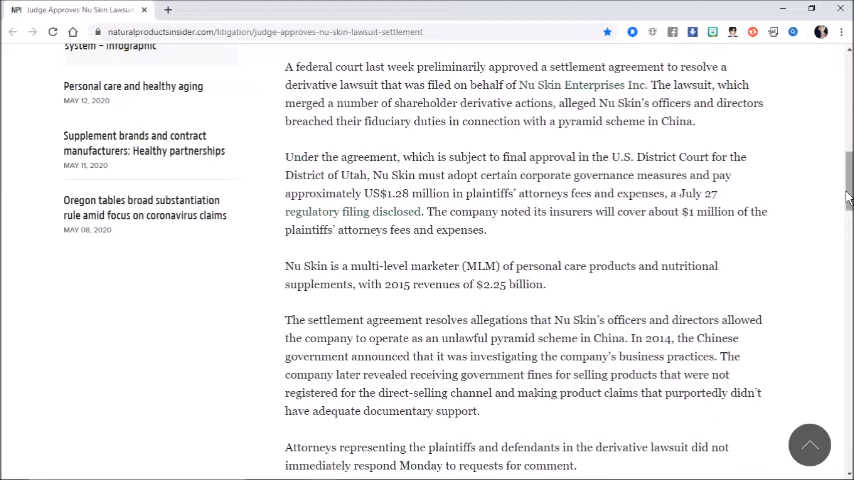 NPI Judge Approves Nu Skin Lawsui
naturalproductsinsider.com/litigation/judge-approves-nu-skin-lawsuit-settlement
system – infographic
Personal care and healthy aging
MAY 12, 2020
Supplement brands and contract
manufacturers: Healthy partnerships
MAY 11, 2020
Oregon tables broad substantiation
rule amid focus on coronavirus claims
MAY 08, 2020
A federal court last week preliminarily approved a settlement agreement to resolve a
derivative lawsuit that was filed on behalf of Nu Skin Enterprises Inc. The lawsuit, which
merged a number of shareholder derivative actions, alleged Nu Skin's officers and directors
breached their fiduciary duties in connection with a pyramid scheme in China.
Under the agreement, which is subject to final approval in the U.S. District Court for the
District of Utah, Nu Skin must adopt certain corporate governance measures and pay
approximately US$1.28 million in plaintiffs' attorneys fees and expenses, a July 27
regulatory filing disclosed. The company noted its insurers will cover about $1 million of the
plaintiffs' attorneys fees and expenses.
Nu Skin is a multi-level marketer (MLM) of personal care products and nutritional
supplements, with 2015 revenues of $2.25 billion.
The settlement agreement resolves allegations that Nu Skin's officers and directors allowed
the company to operate as an unlawful pyramid scheme in China. In 2014, the Chinese
government announced that it was investigating the company's business practices. The
company later revealed receiving government fines for selling products that were not
registered for the direct-selling channel and making product claims that purportedly didn't
have adequate documentary support.
Attorneys representing the plaintiffs and defendants in the derivative lawsuit did not
immediately respond Monday to requests for comment.